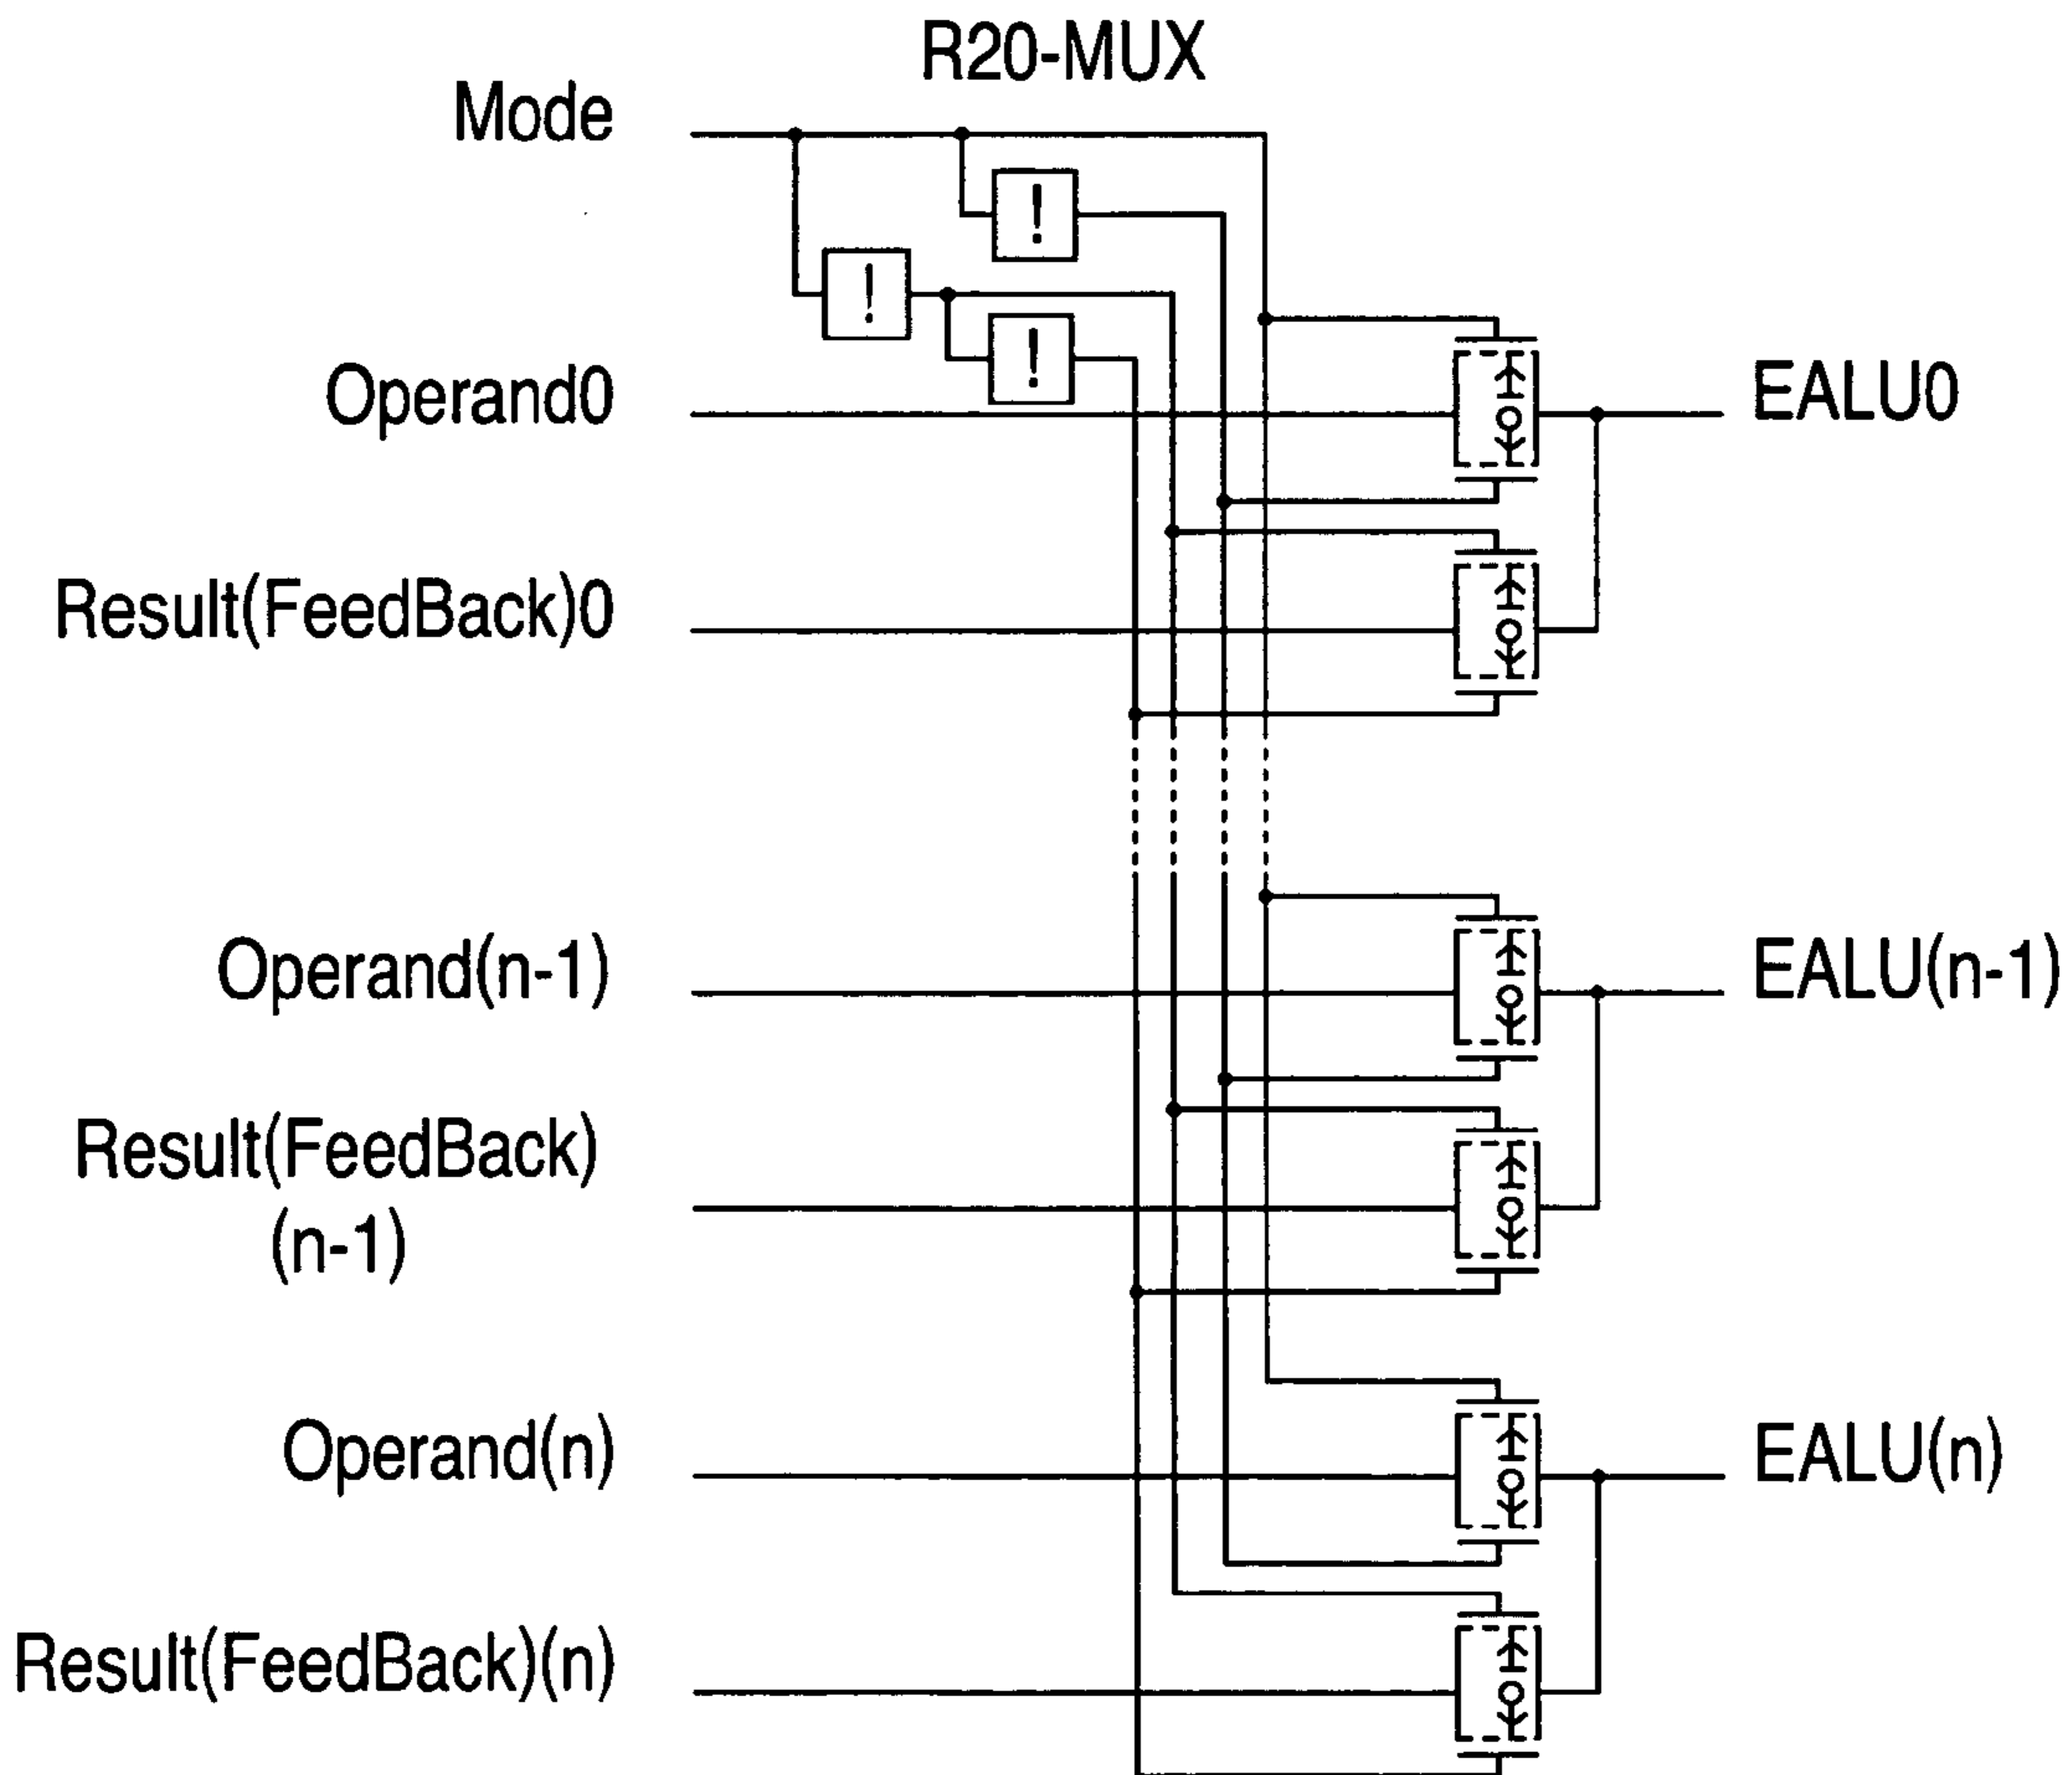 R20-MUX
Mode
!
!
!
Operand0
EALU0
Result(FeedBack)0
Operand(n-1)
EALU(n-1)
Result(FeedBack)
(n-1)
Operand(n)
EALU(n)
Result(FeedBack)(n)